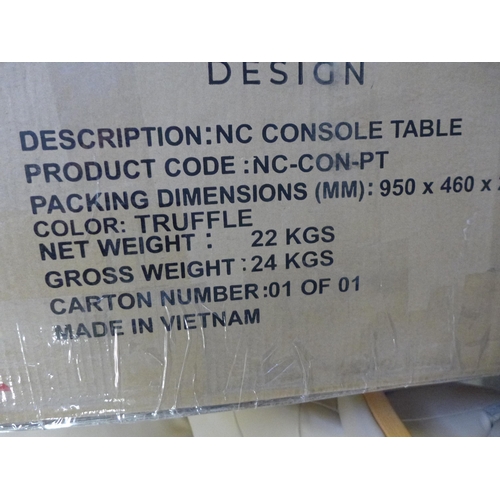 DESIGN
DESCRIPTION:NC CONSOLE TABLE
PRODUCT CODE :NC-CON-PT
PACKING DIMENSIONS (MM): 950 x 460 x
COLOR: TRUFFLE
NET WEIGHT : 22 KGS
GROSS WEIGHT :24 KGS
CARTON NUMBER:01 OF 01
MADE IN VIETNAM